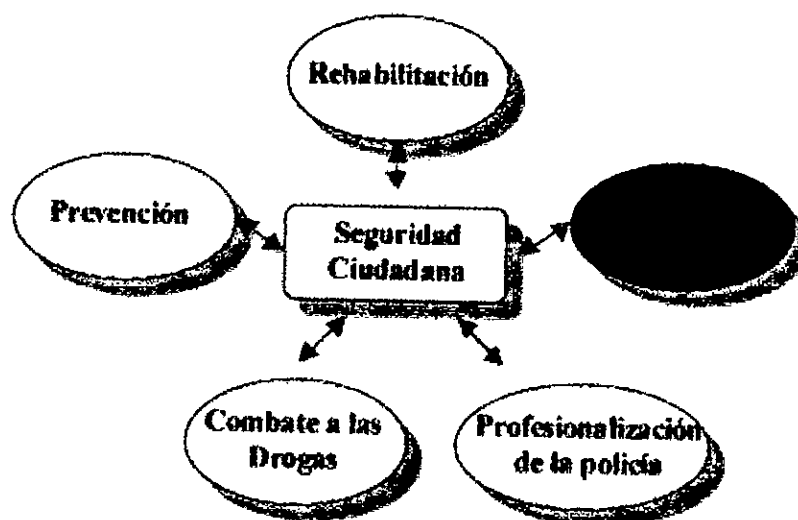 Rehabilitación
Prevención
Seguridad
Ciudadana
Combate a las
Drogas
Profesionalización
de la policía